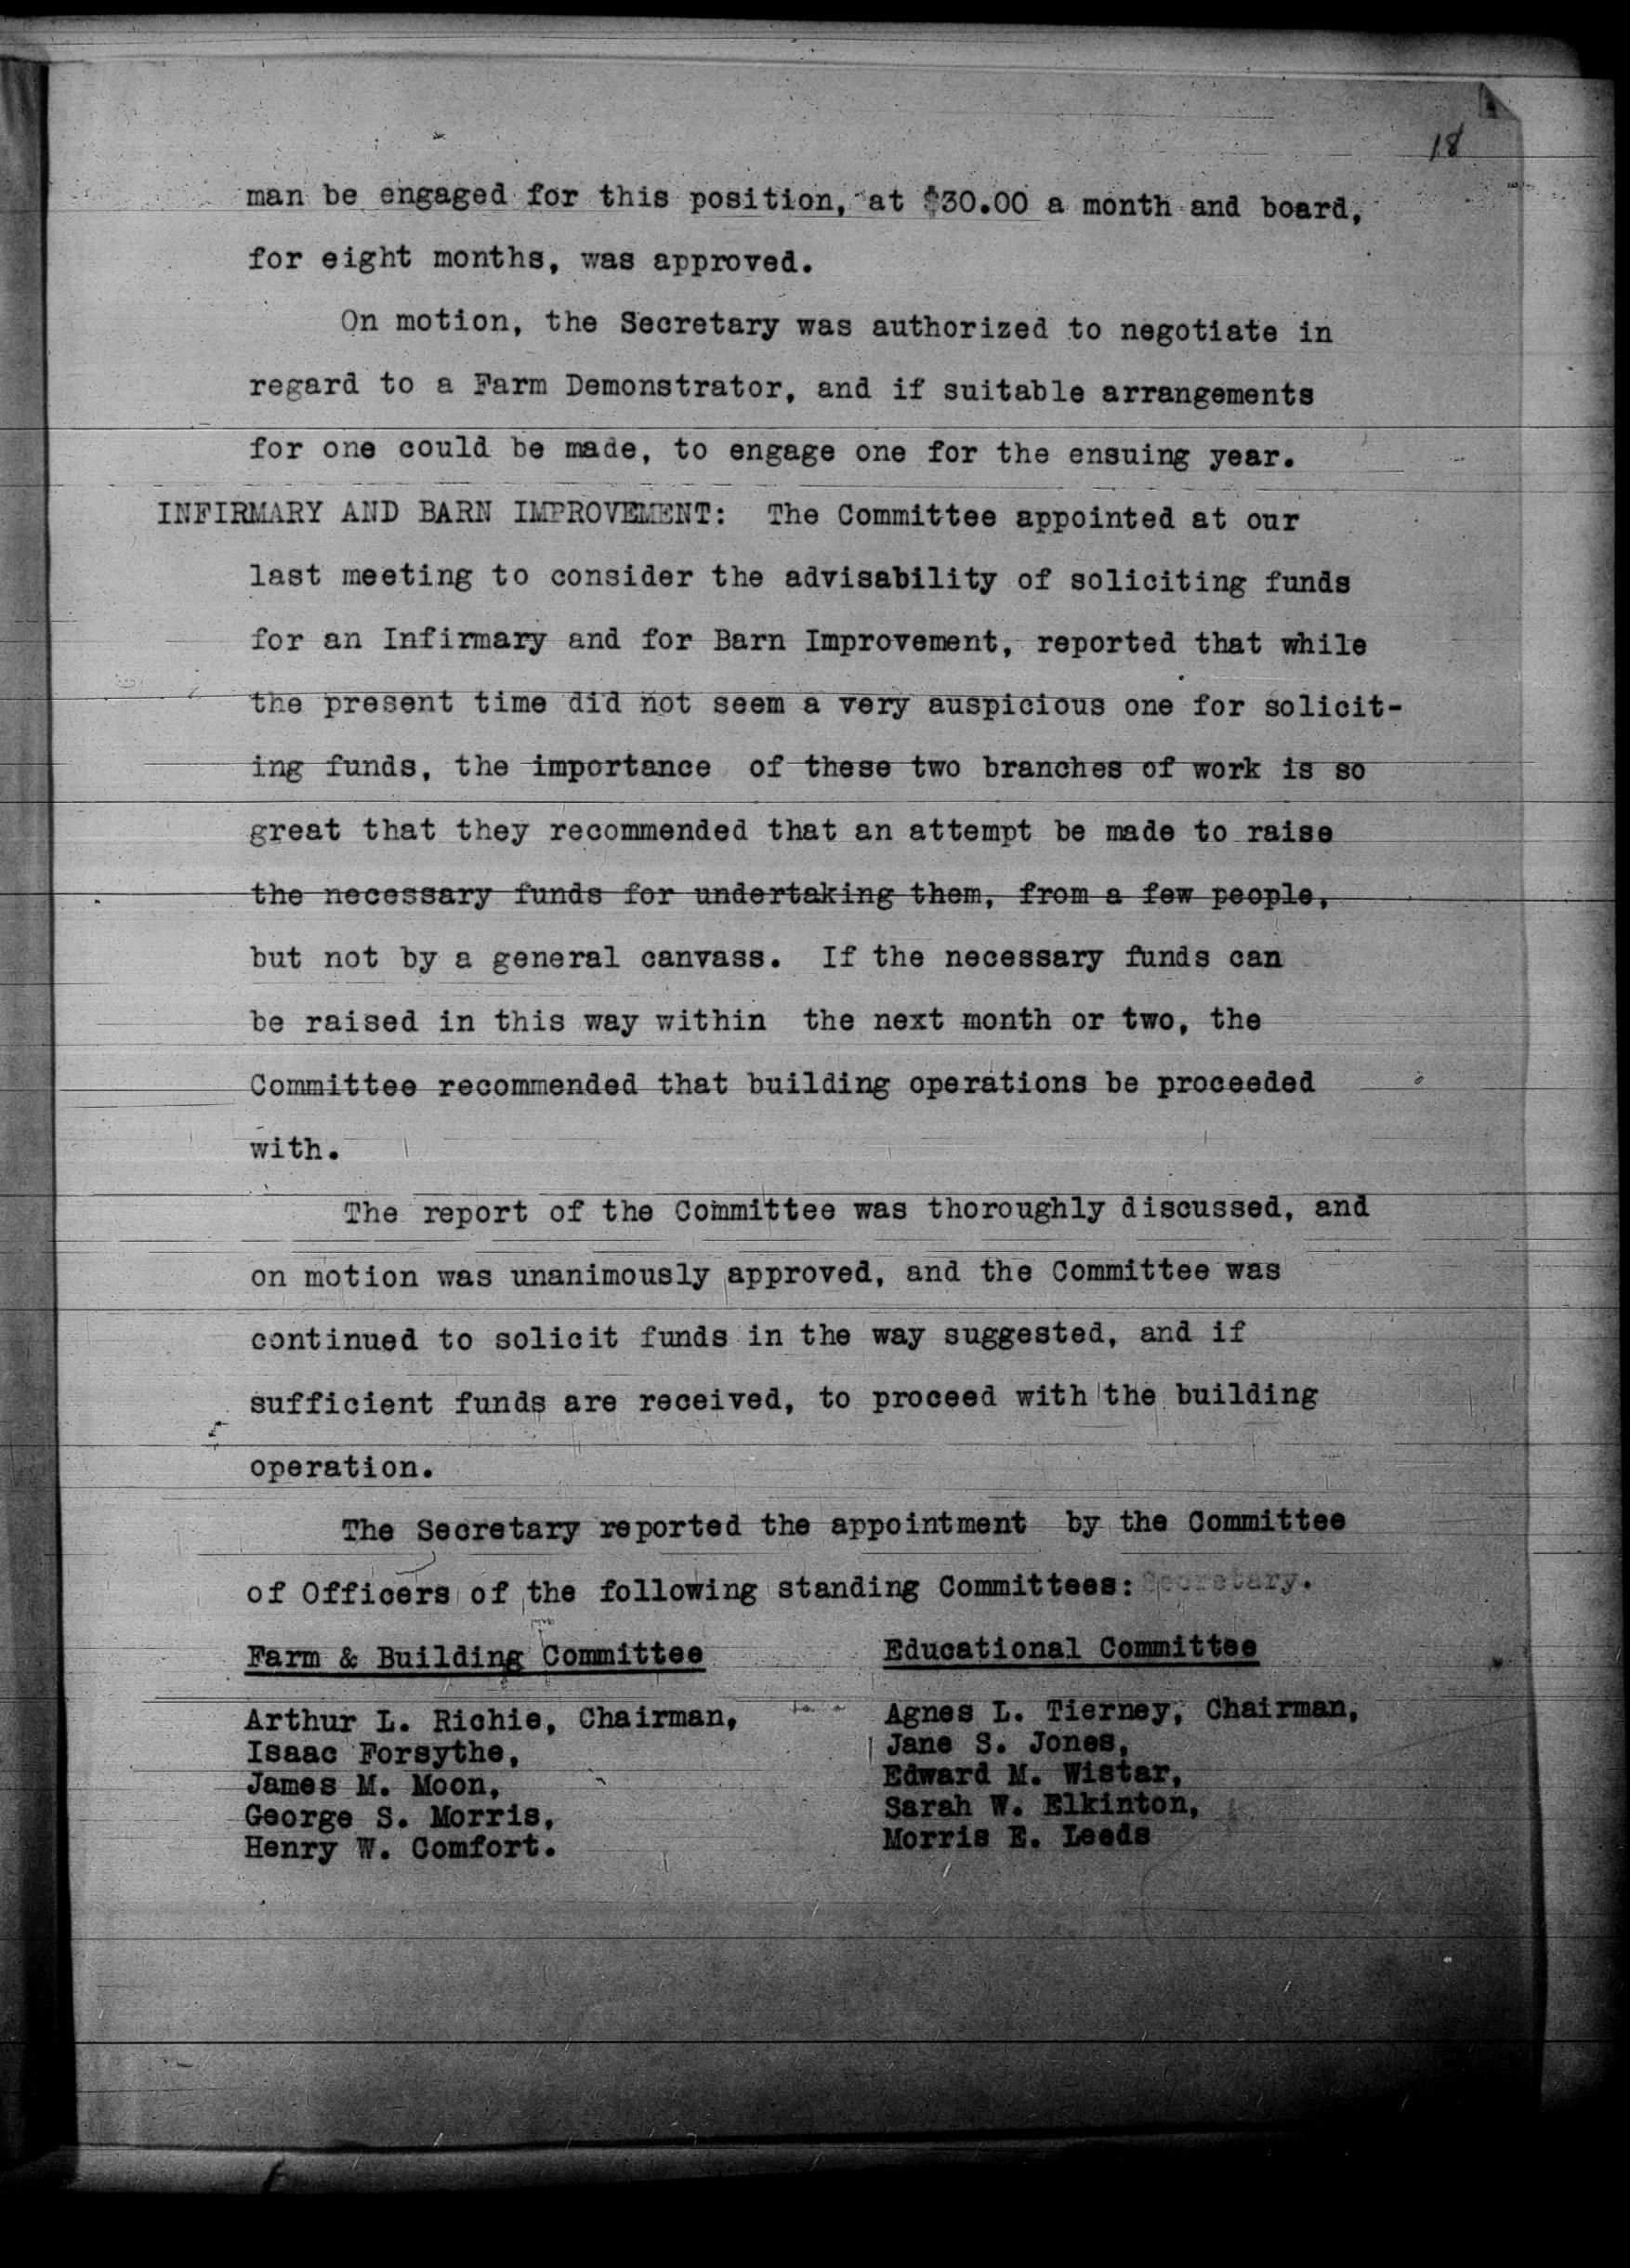 18
man be engaged for this position, at $30.00 a month and board,
for eight months, was approved.
On motion, the Secretary was authorized to negotiate in
regard to a Farm Demonstrator, and if suitable arrangements
for one could be made, to engage one for the ensuing year.
INFIRMARY AND BARN IMPROVEMENT: The Committee appointed at our
last meeting to consider the advisability of soliciting funds
for an Infirmary and for Barn Improvement, reported that while
the present time did not seem a very auspicious one for solicit-
ing funds, the importance of these two branches of work is so
great that they recommended that an attempt be made to raise
the necessary funds for undertaking them, from a few people,
but not by a general canvass. If the necessary funds can
be raised in this way within the next month or two, the
Committee recommended that building operations be proceeded
with.
The report of the Committee was thoroughly discussed, and
on motion was unanimously approved, and the Committee was
continued to solicit funds in the way suggested, and if
sufficient funds are received, to proceed with the building
operation.
The Secretary reported the appointment by the Committee
of Officers of the following standing Committees: Secretary.
Farm & Building Committee
Arthur L. Richie, Chairman,
Isaac Forsythe,
James M. Moon,
George S. Morris,
Henry W. Comfort.
Educational Committee
Agnes L. Tierney, Chairman,
Jane S. Jones,
Edward M. Wistar,
Sarah W. Elkinton,
Morris E. Leeds